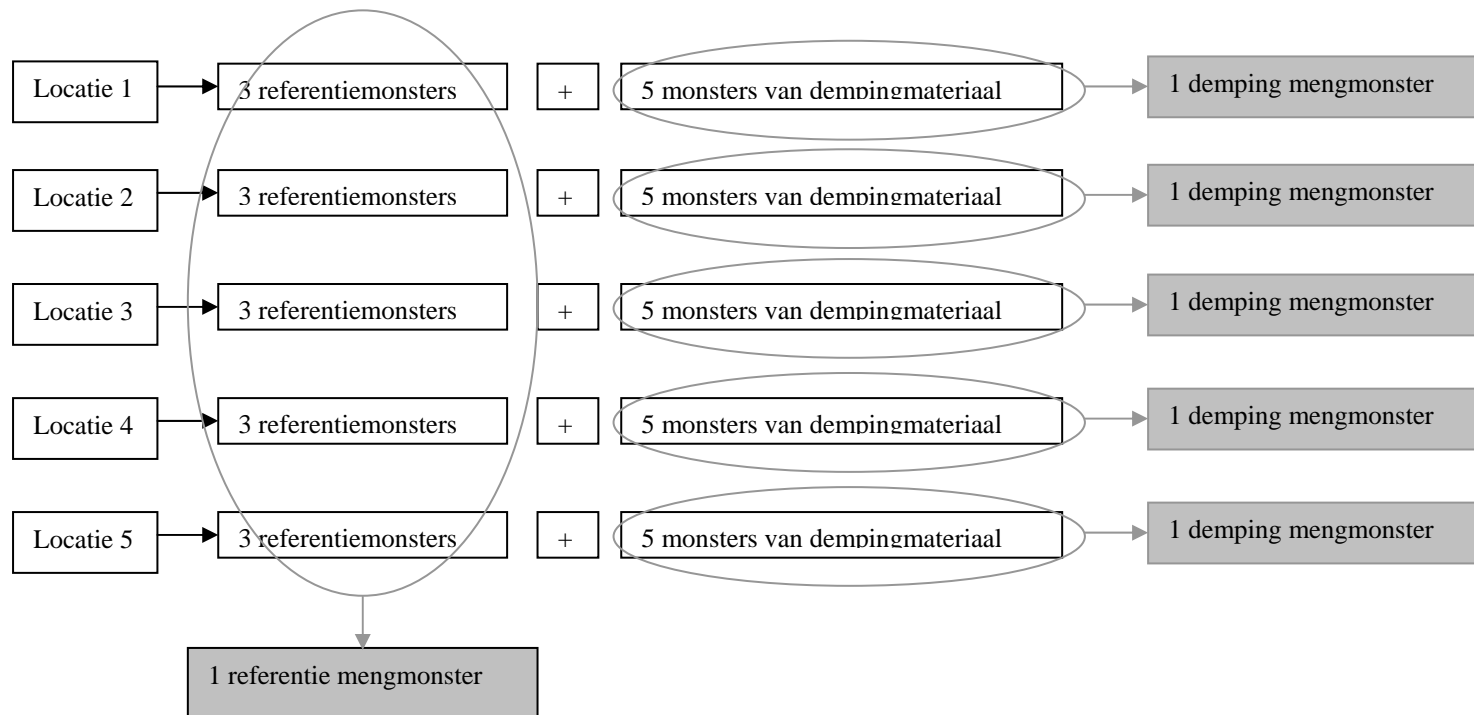 Locatie 1
3 referentiemonsters
+
5 monsters van dempingmateriaal
1 demping mengmonster
Locatie 2
3 referentiemonsters
+
5 monsters van dempingmateriaal
1 demping mengmonster
Locatie 3
3 referentiemonsters
+
5 monsters van dempingmateriaal
1 demping mengmonster
Locatie 4
3 referentiemonsters
+
5 monsters van dempingmateriaal
1 demping mengmonster
Locatie 5
3 referentiemonsters
+
5 monsters van dempingmateriaal
1 demping mengmonster
1 referentie mengmonster